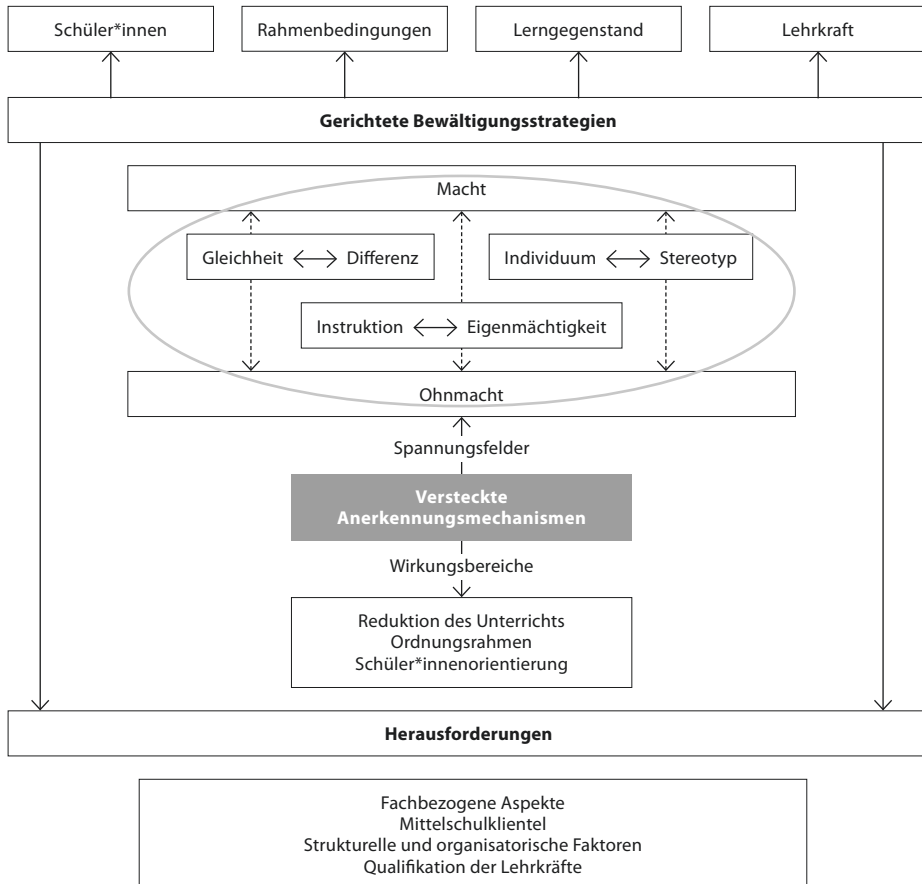 Schüler*innen
Rahmenbedingungen
Lerngegenstand
Lehrkraft
Gerichtete Bewältigungsstrategien
Macht
Gleichheit Differenz
Individuum Stereotyp
Instruktion Eigenmächtigkeit
Ohnmacht
Spannungsfelder
Versteckte
Anerkennungsmechanismen
Wirkungsbereiche
Reduktion des Unterrichts
Ordnungsrahmen
Schüler*innenorientierung
Herausforderungen
Fachbezogene Aspekte
Mittelschulklientel
Strukturelle und organisatorische Faktoren
Qualifikation der Lehrkräfte